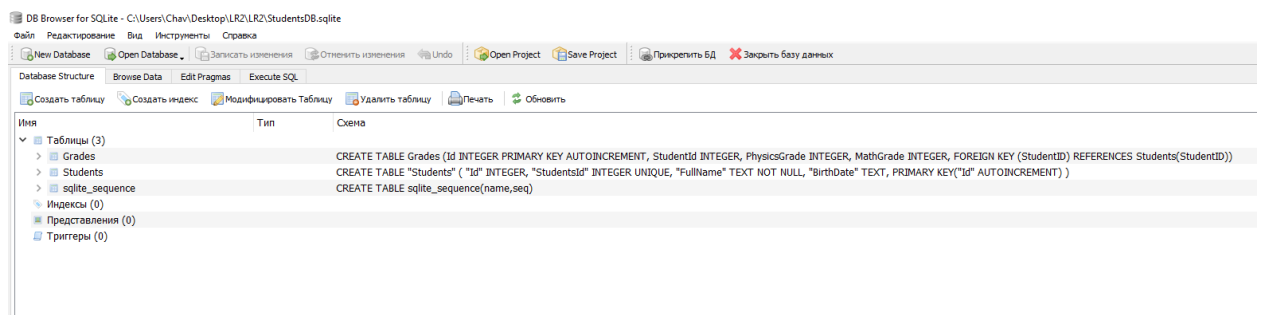 DB Browser for SQLite - C:\Users\Chav\Desktop\LR2\LR2\StudentsDB.sqlite
Файл Редактирование Вид Инструменты Справка
New Database Open Database Записать изменения Отменить изменения Undo Open Project Save Project Прикрепить БД Закрыть базу данных
Database Structure Browse Data Edit Pragmas Execute SQL
Создать таблицу Создать индекс Модифицировать Таблицу Удалить таблицу Печать Обновить
Имя Тип Схема
Таблицы (3)
Grades CREATE TABLE Grades (Id INTEGER PRIMARY KEY AUTOINCREMENT, StudentId INTEGER, PhysicsGrade INTEGER, MathGrade INTEGER, FOREIGN KEY (StudentID) REFERENCES Students(StudentID))
Students CREATE TABLE "Students" ( "Id" INTEGER, "StudentsId" INTEGER UNIQUE, "FullName" TEXT NOT NULL, "BirthDate" TEXT, PRIMARY KEY("Id" AUTOINCREMENT) )
sqlite_sequence CREATE TABLE sqlite_sequence(name,seq)
Индексы (0)
Представления (0)
Триггеры (0)